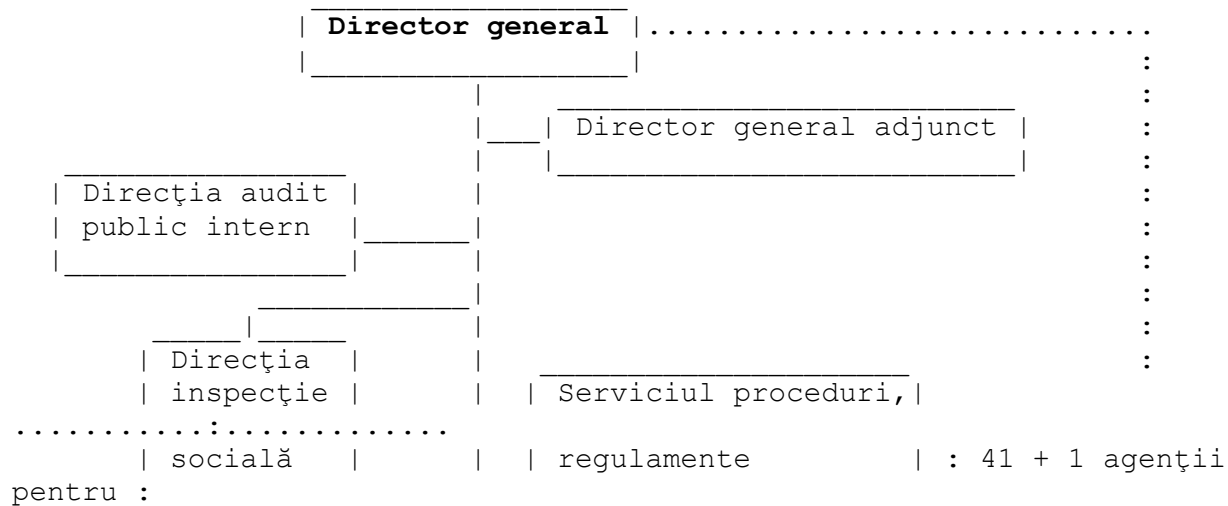 Director general
Director general adjunct
Direcţia audit
public intern
Direcţia
inspecţie
Serviciul proceduri,
socială
regulamente
: 41 + 1 agenţii
pentru :